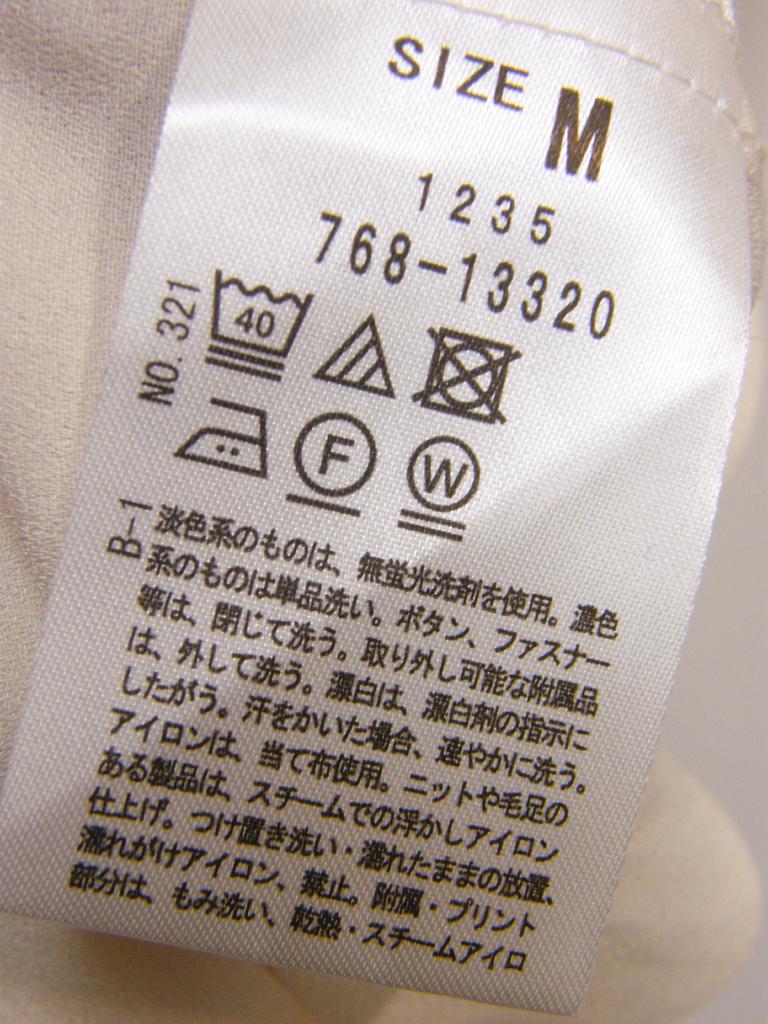 SIZE M
1235
768-13320
NO. 321
40
F
W
B-1
淡色系のものは、無蛍光洗剤を使用。濃色
系のものは単品洗い。ボタン、ファスナー
等は、閉じて洗う。取り外し可能な附属品
は、外して洗う。漂白は、漂白剤の指示に
したがう。汗をかいた場合、速やかに洗う。
アイロンは、当て布使用。ニットや毛足の
ある製品は、スチームでの浮かしアイロン
仕上げ。つけ置き洗い・濡れたままの放置、
濡れがけアイロン、禁止。附属・プリント
部分は、もみ洗い、乾熱・スチームアイロ